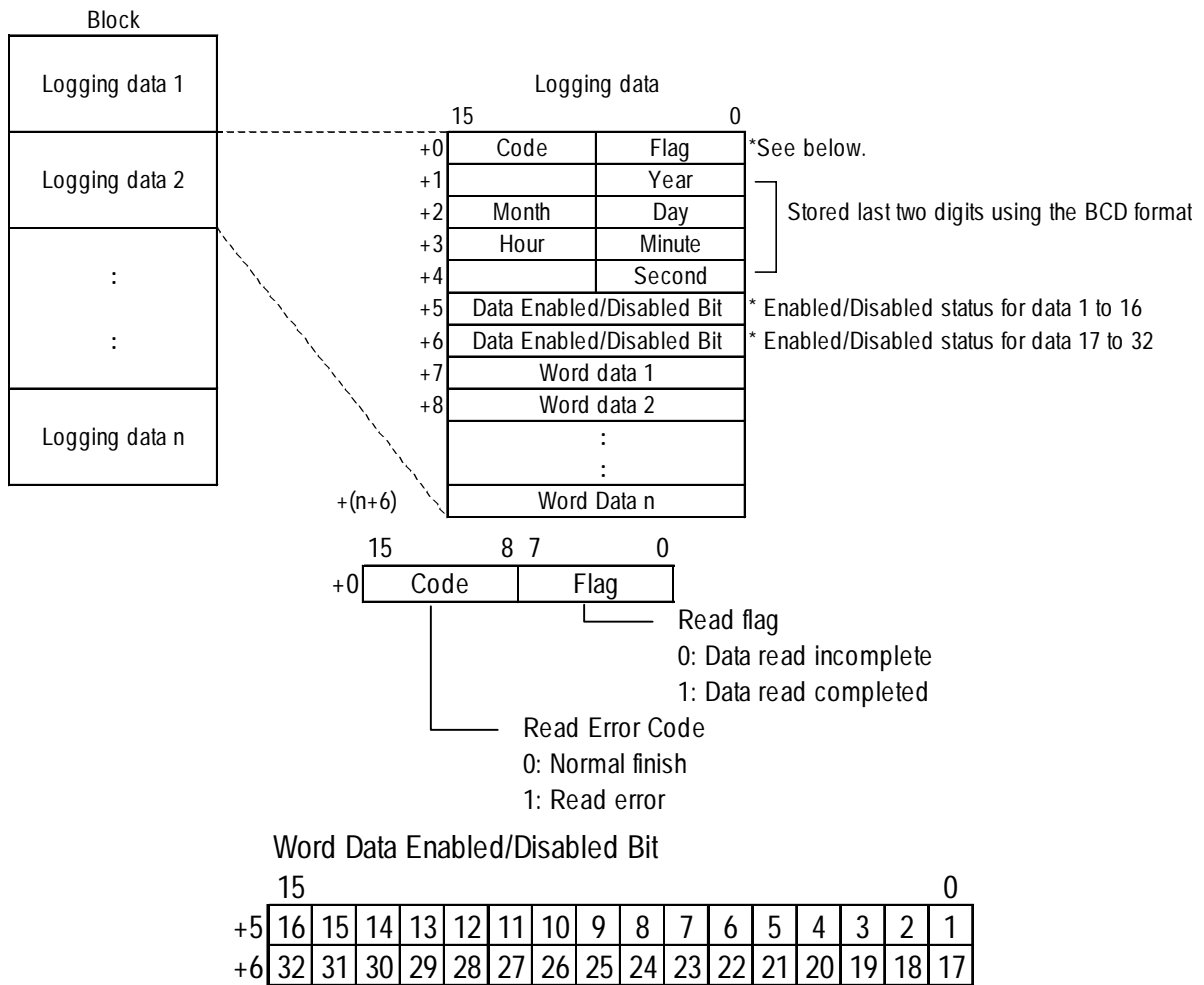 Block
Logging data 1
Logging data 2
:
:
Logging data n
Logging data
15 0
+0 Code Flag *See below.
+1 Year
+2 Month Day Stored last two digits using the BCD format
+3 Hour Minute
+4 Second
+5 Data Enabled/Disabled Bit * Enabled/Disabled status for data 1 to 16
+6 Data Enabled/Disabled Bit * Enabled/Disabled status for data 17 to 32
+7 Word data 1
+8 Word data 2
:
:
+(n+6) Word Data n
15 8 7 0
+0 Code Flag
Read flag
0: Data read incomplete
1: Data read completed
Read Error Code
0: Normal finish
1: Read error
Word Data Enabled/Disabled Bit
15 0
+5 16 15 14 13 12 11 10 9 8 7 6 5 4 3 2 1
+6 32 31 30 29 28 27 26 25 24 23 22 21 20 19 18 17